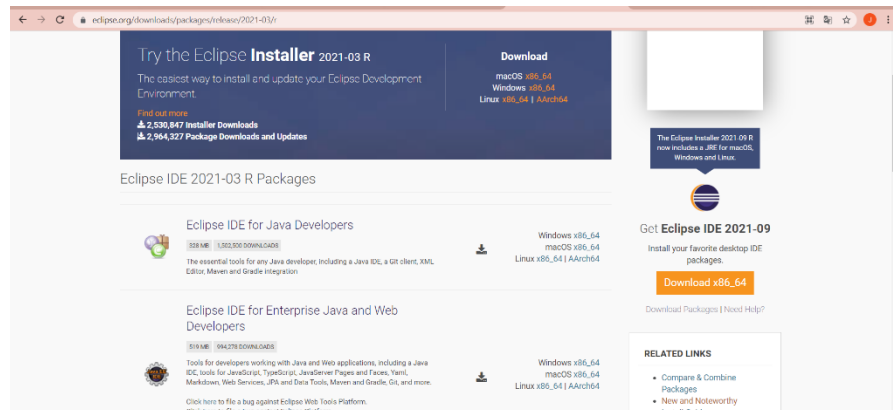 eclipse.org/downloads/packages/release/2021-03/r
J
Try the Eclipse Installer 2021-03 R
The easiest way to install and update your Eclipse Development
Environment.
Find out more
2,530,847 Installer Downloads
2,964,327 Package Downloads and Updates
Download
macOS x86_64
Windows x86_64
Linux x86_64 | AArch64
The Eclipse Installer 2021-09 R
now includes a JRE for macOS,
Windows and Linux.
Get Eclipse IDE 2021-09
Install your favorite desktop IDE
packages.
Download x86_64
Download Packages | Need Help?
Eclipse IDE 2021-03 R Packages
Eclipse IDE for Java Developers
328 MB 1,502,500 DOWNLOADS
The essential tools for any Java developer, including a Java IDE, a Git client, XML
Editor, Maven and Gradle integration
Windows x86_64
macOS x86_64
Linux x86_64 | AArch64
Eclipse IDE for Enterprise Java and Web
Developers
519 MB 994,278 DOWNLOADS
Tools for developers working with Java and Web applications, including a Java
IDE, tools for JavaScript, TypeScript, JavaServer Pages and Faces, Yaml,
Markdown, Web Services, JPA and Data Tools, Maven and Gradle, Git, and more.
Click here to file a bug against Eclipse Web Tools Platform.
Windows x86_64
macOS x86_64
Linux x86_64 | AArch64
RELATED LINKS
Compare & Combine
Packages
New and Noteworthy